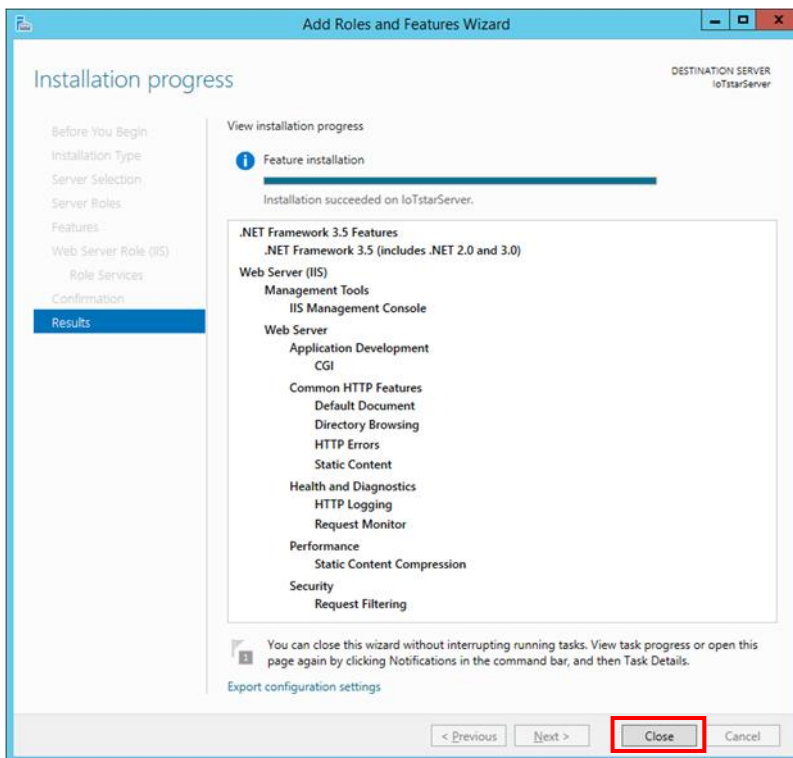 Add Roles and Features Wizard
Installation progress
DESTINATION SERVER
IoTstarServer
Before You Begin
Installation Type
Server Selection
Server Roles
Features
Web Server Role (IIS)
Role Services
Confirmation
Results
View installation progress
Feature installation
Installation succeeded on IoTstarServer.
.NET Framework 3.5 Features
.NET Framework 3.5 (includes .NET 2.0 and 3.0)
Web Server (IIS)
Management Tools
IIS Management Console
Web Server
Application Development
CGI
Common HTTP Features
Default Document
Directory Browsing
HTTP Errors
Static Content
Health and Diagnostics
HTTP Logging
Request Monitor
Performance
Static Content Compression
Security
Request Filtering
1
You can close this wizard without interrupting running tasks. View task progress or open this
page again by clicking Notifications in the command bar, and then Task Details.
Export configuration settings
< Previous
Next >
Close
Cancel